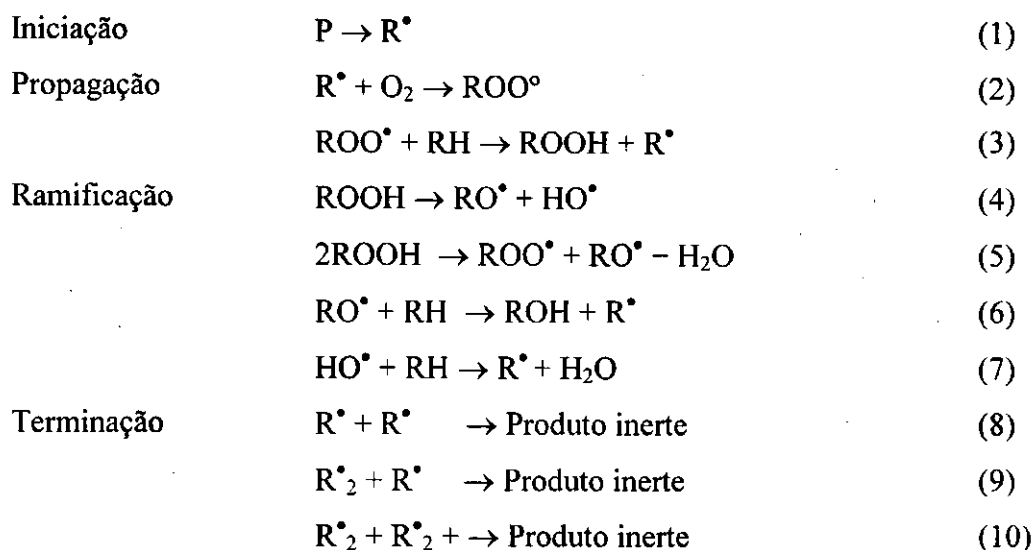 Iniciação P → R• (1)
Propagação R• + O₂ → ROO° (2)
ROO• + RH → ROOH + R• (3)
Ramificação ROOH → RO• + HO• (4)
2ROOH → ROO• + RO• − H₂O (5)
RO• + RH → ROH + R• (6)
HO• + RH → R• + H₂O (7)
Terminação R• + R• → Produto inerte (8)
R•₂ + R• → Produto inerte (9)
R•₂ + R•₂ + → Produto inerte (10)